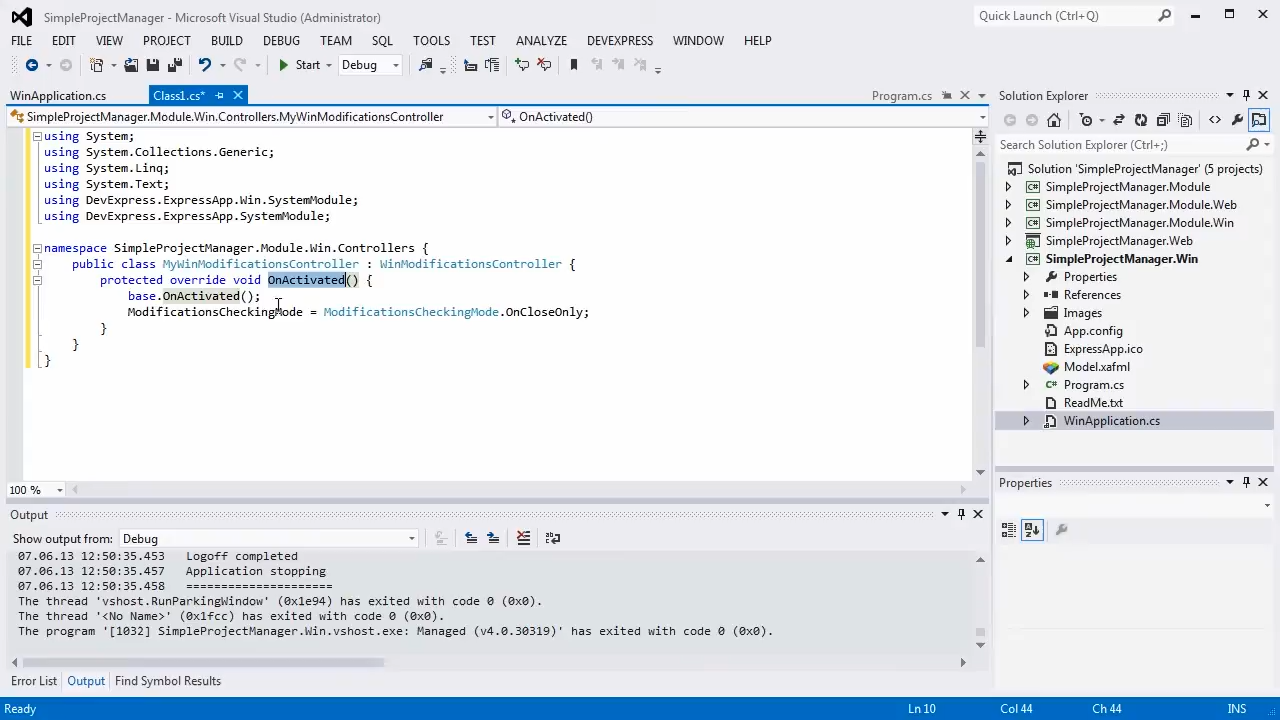 SimpleProjectManager - Microsoft Visual Studio (Administrator)
Quick Launch (Ctrl+Q)
FILE EDIT VIEW PROJECT BUILD DEBUG TEAM SQL TOOLS TEST ANALYZE DEVEXPRESS WINDOW HELP
Start Debug
WinApplication.cs Class1.cs* Program.cs
SimpleProjectManager.Module.Win.Controllers.MyWinModificationsController OnActivated()
using System;
using System.Collections.Generic;
using System.Linq;
using System.Text;
using DevExpress.ExpressApp.Win.SystemModule;
using DevExpress.ExpressApp.SystemModule;
namespace SimpleProjectManager.Module.Win.Controllers {
public class MyWinModificationsController : WinModificationsController {
protected override void OnActivated() {
base.OnActivated();
ModificationsCheckingMode = ModificationsCheckingMode.OnCloseOnly;
}
}
}
100 %
Output
Show output from: Debug
07.06.13 12:50:35.453 Logoff completed
07.06.13 12:50:35.457 Application stopping
07.06.13 12:50:35.458 =====================
The thread 'vshost.RunParkingWindow' (0x1e94) has exited with code 0 (0x0).
The thread '<No Name>' (0x1fcc) has exited with code 0 (0x0).
The program '[1032] SimpleProjectManager.Win.vshost.exe: Managed (v4.0.30319)' has exited with code 0 (0x0).
Error List Output Find Symbol Results
Solution Explorer
Search Solution Explorer (Ctrl+;)
Solution 'SimpleProjectManager' (5 projects)
C# SimpleProjectManager.Module
C# SimpleProjectManager.Module.Web
C# SimpleProjectManager.Module.Win
SimpleProjectManager.Web
C# SimpleProjectManager.Win
Properties
References
Images
App.config
ExpressApp.ico
Model.xafml
C# Program.cs
ReadMe.txt
WinApplication.cs
Properties
Ready Ln 10 Col 44 Ch 44 INS